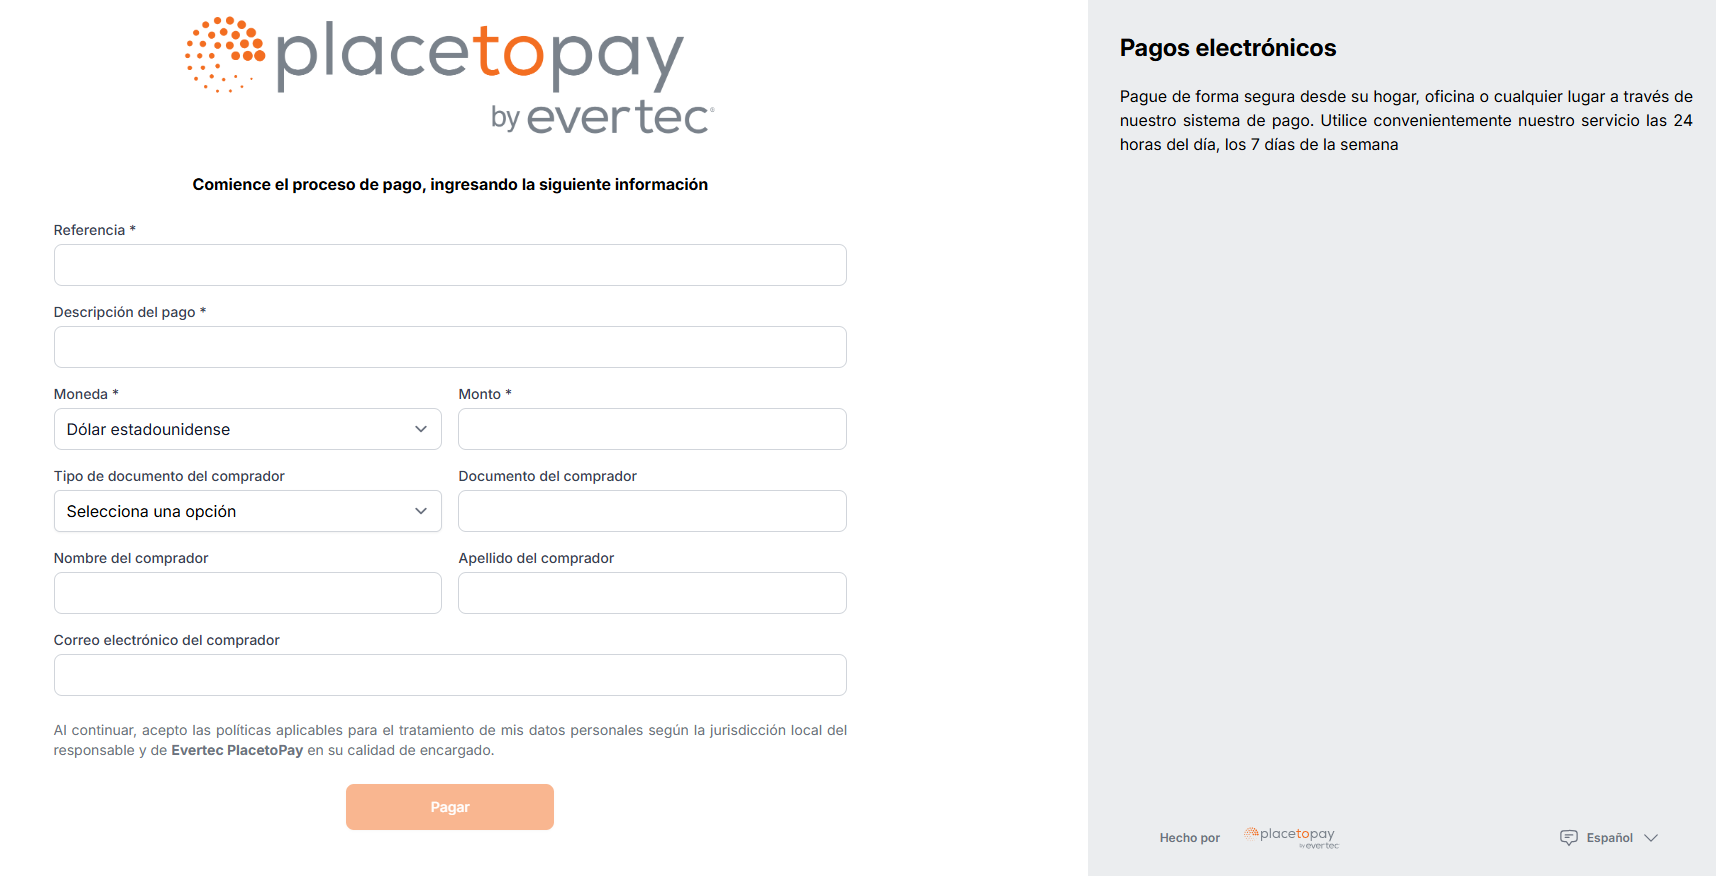 placetopay
by evertec®
Comience el proceso de pago, ingresando la siguiente información
Referencia *
Descripción del pago *
Moneda *
Monto *
Dólar estadounidense
Tipo de documento del comprador
Documento del comprador
Selecciona una opción
Nombre del comprador
Apellido del comprador
Correo electrónico del comprador
Al continuar, acepto las políticas aplicables para el tratamiento de mis datos personales según la jurisdicción local del
responsable y de Evertec PlacetoPay en su calidad de encargado.
Pagar
Pagos electrónicos
Pague de forma segura desde su hogar, oficina o cualquier lugar a través de
nuestro sistema de pago. Utilice convenientemente nuestro servicio las 24
horas del día, los 7 días de la semana
Hecho por
placetopay
by evertec
Español